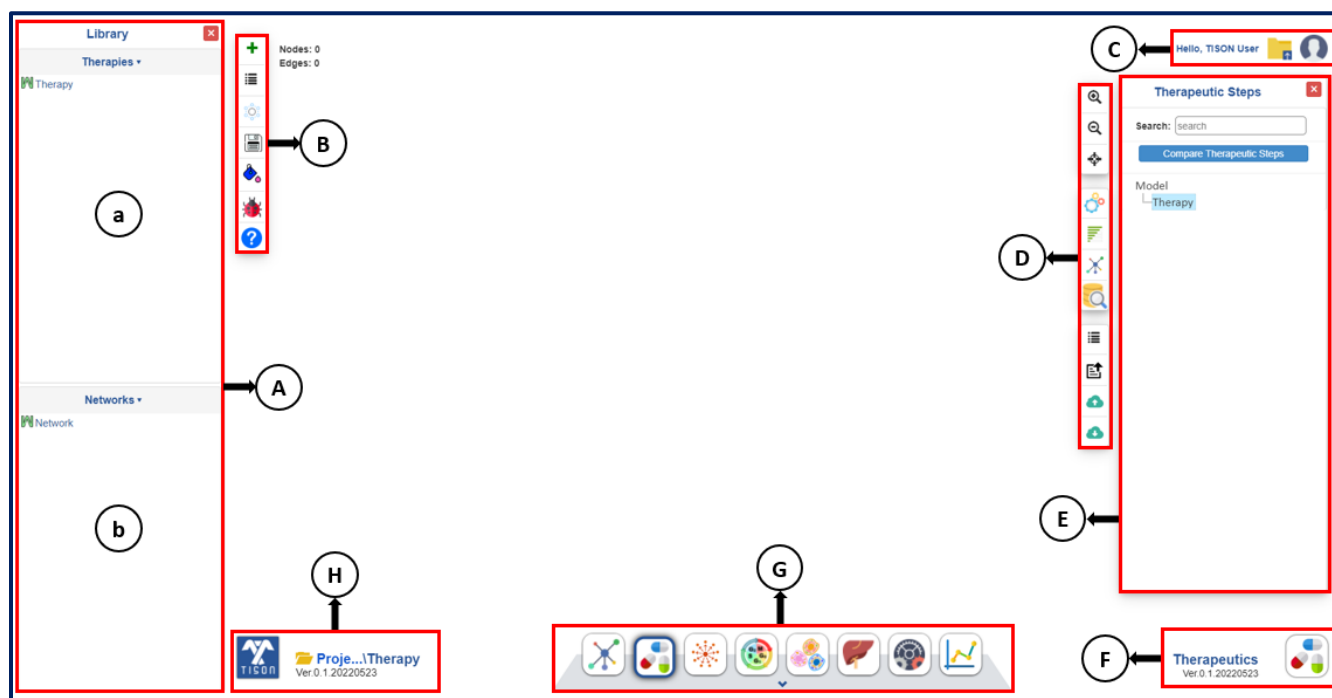 Library
Therapies
Therapy
a
Networks
Network
b
A
Nodes: 0
Edges: 0
B
C
Hello, TISON User
D
Therapeutic Steps
Search: search
Compare Therapeutic Steps
Model
Therapy
E
H
TISON
Proje...\Therapy
Ver.0.1.20220523
G
F
Therapeutics
Ver.0.1.20220523